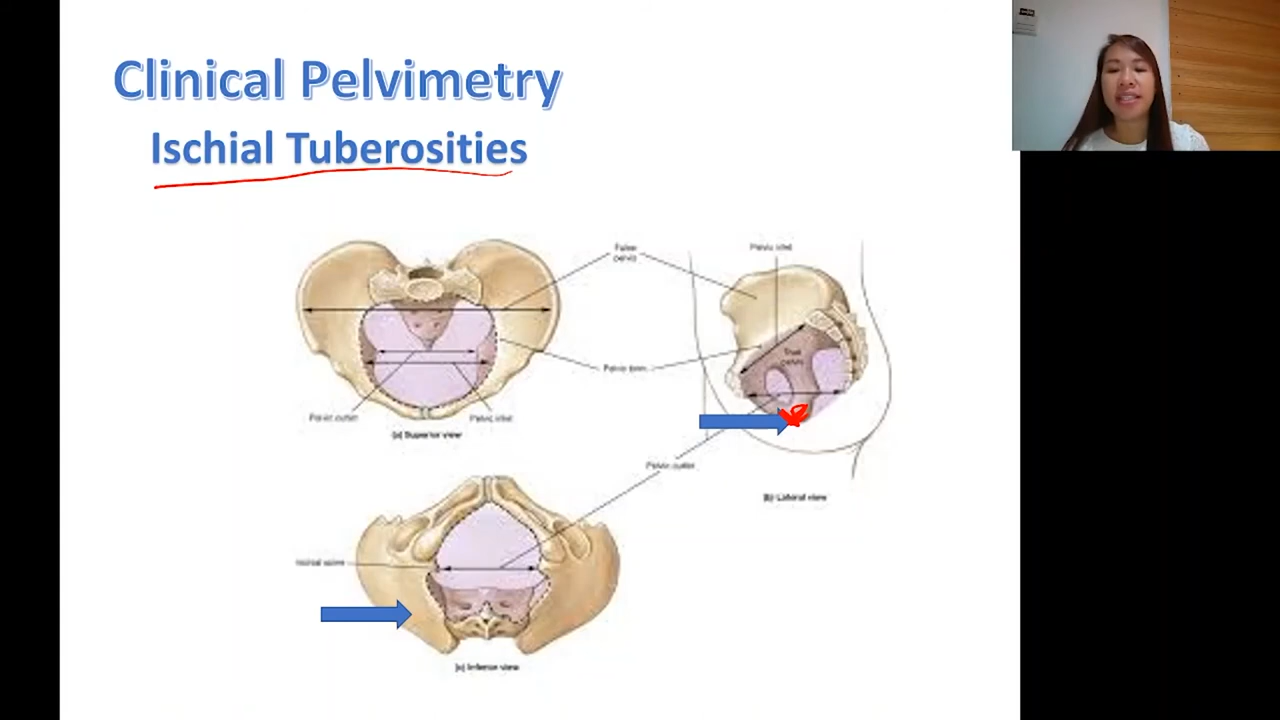 Clinical Pelvimetry
Ischial Tuberosities
False
pelvis
Pelvic inlet
True
pelvis
Pelvic brim
Pelvic outlet
Pelvic inlet
(a) Superior view
Pelvic outlet
(b) Lateral view
Ischial spine
(c) Inferior view